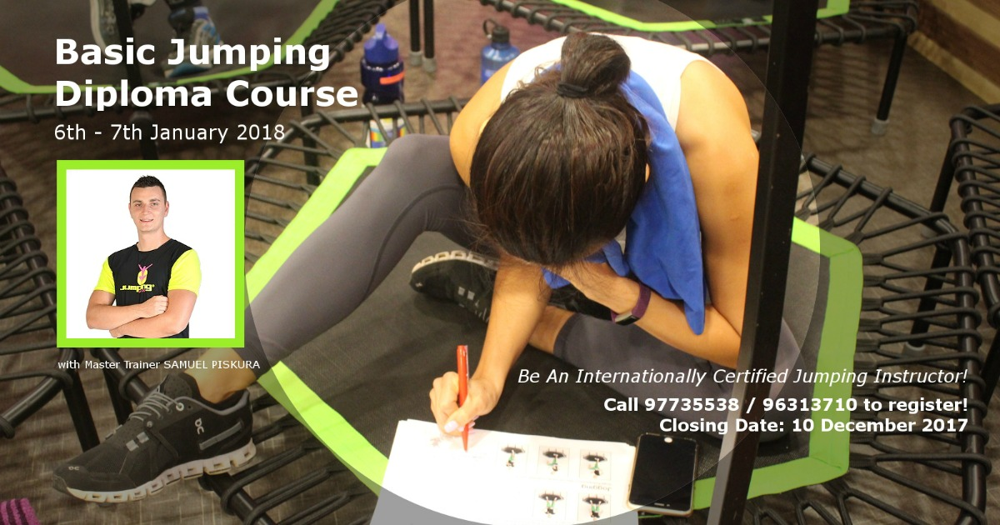 Basic Jumping
Diploma Course
6th - 7th January 2018
JUMPING
with Master Trainer SAMUEL PISKURA
Be An Internationally Certified Jumping Instructor!
Call 97735538 / 96313710 to register!
Closing Date: 10 December 2017